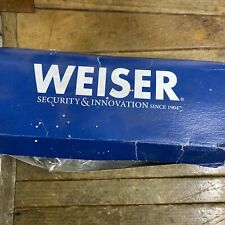 WEISER®
SECURITY & INNOVATION SINCE 1904™